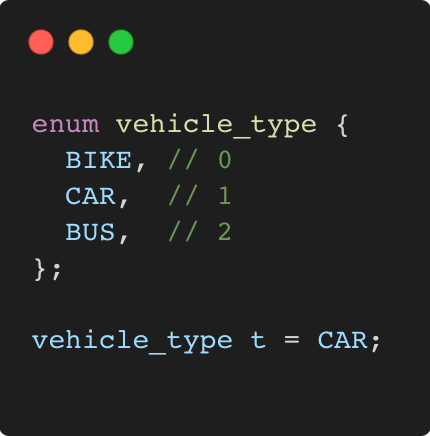 enum vehicle_type {
  BIKE, // 0
  CAR,  // 1
  BUS,  // 2
};

vehicle_type t = CAR;